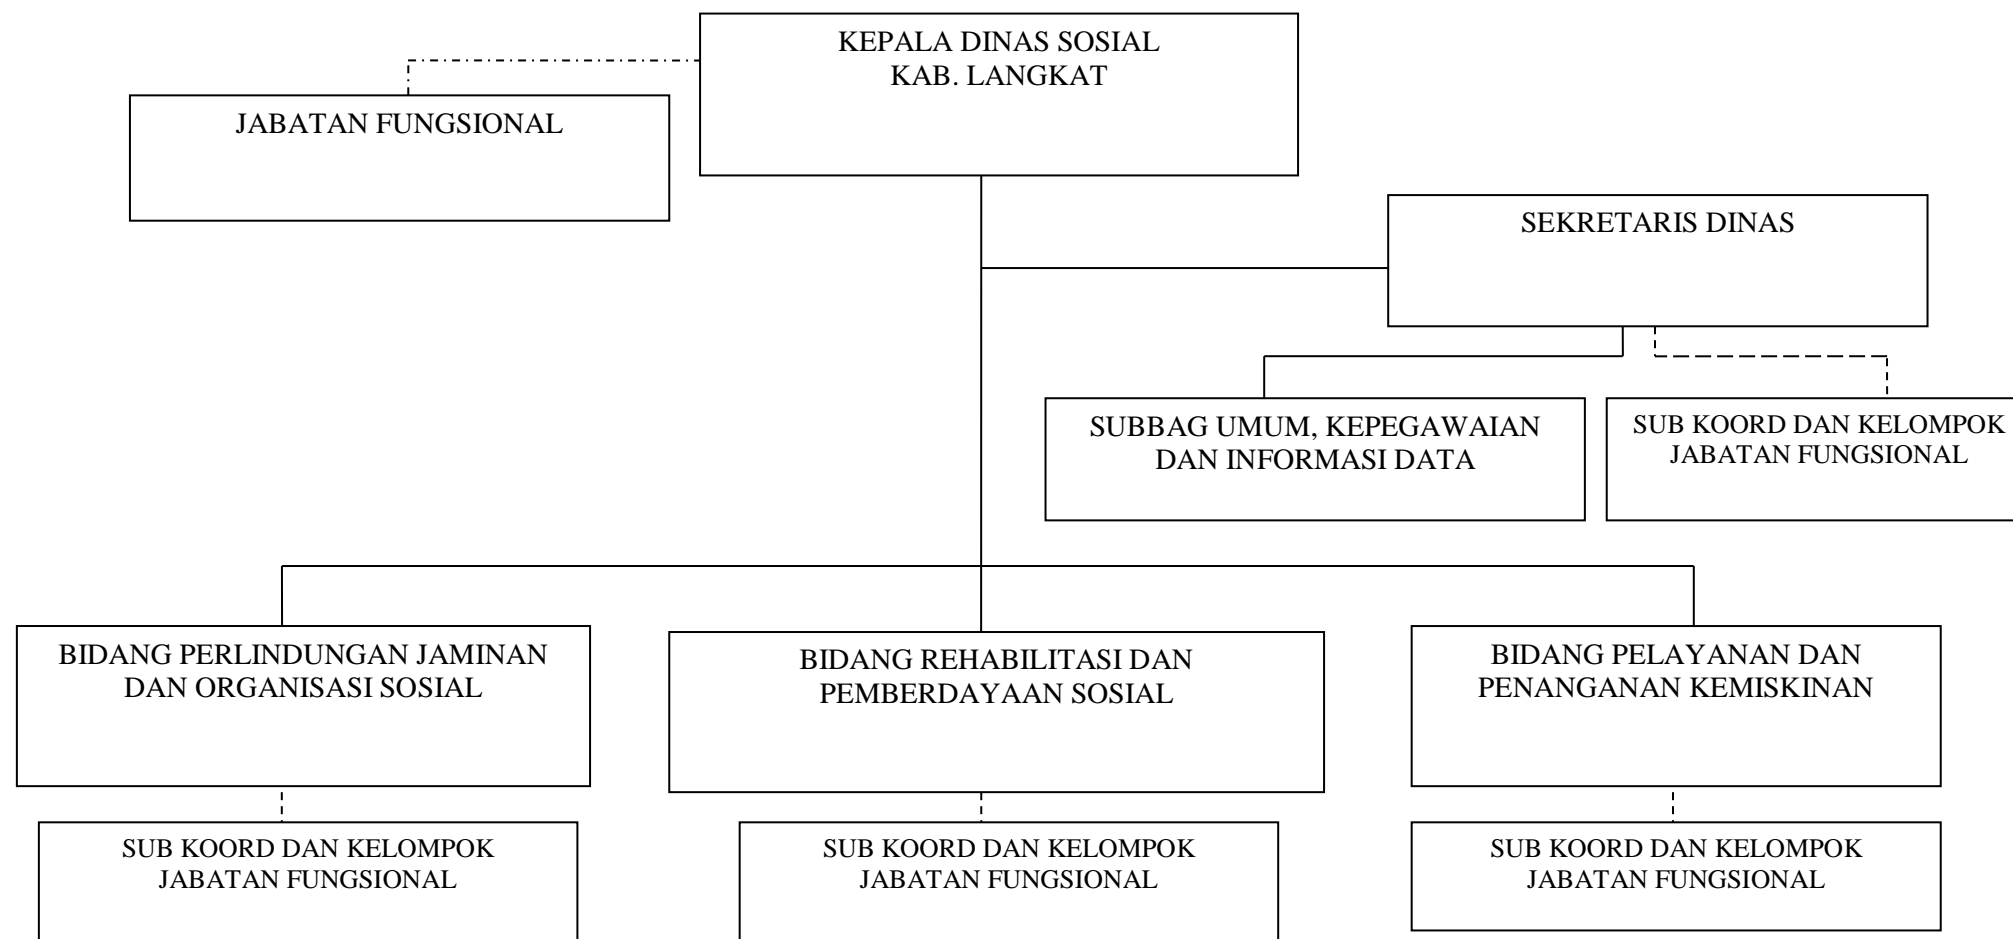 KEPALA DINAS SOSIAL
KAB. LANGKAT
JABATAN FUNGSIONAL
SEKRETARIS DINAS
SUBBAG UMUM, KEPEGAWAIAN
DAN INFORMASI DATA
SUB KOORD DAN KELOMPOK
JABATAN FUNGSIONAL
BIDANG PERLINDUNGAN JAMINAN
DAN ORGANISASI SOSIAL
BIDANG REHABILITASI DAN
PEMBERDAYAAN SOSIAL
BIDANG PELAYANAN DAN
PENANGANAN KEMISKINAN
SUB KOORD DAN KELOMPOK
JABATAN FUNGSIONAL
SUB KOORD DAN KELOMPOK
JABATAN FUNGSIONAL
SUB KOORD DAN KELOMPOK
JABATAN FUNGSIONAL